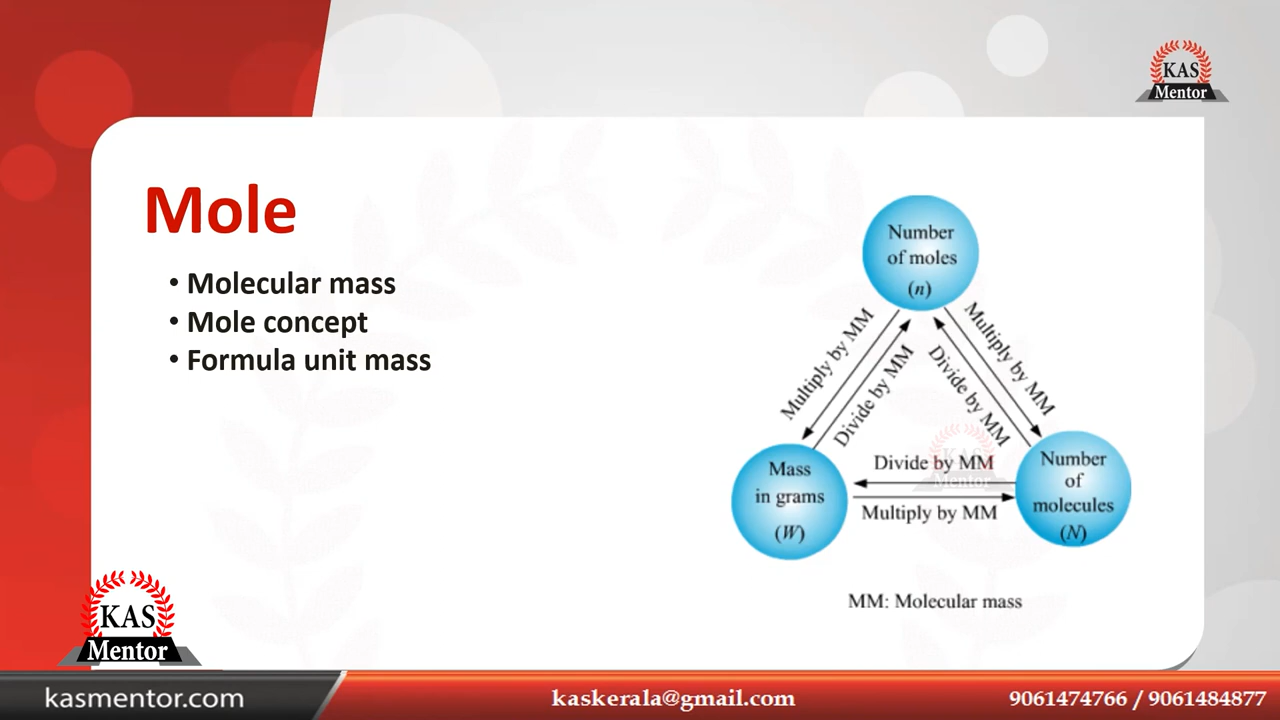 KAS
Mentor
Mole
• Molecular mass
• Mole concept
• Formula unit mass
Number
of moles
(n)
Multiply by MM
Divide by MM
Divide by MM
Multiply by MM
Mass
in grams
(W)
Divide by MM
Multiply by MM
Number
of
molecules
(N)
KAS
Mentor
MM: Molecular mass
KAS
Mentor
kasmentor.com
kaskerala@gmail.com
9061474766 / 9061484877